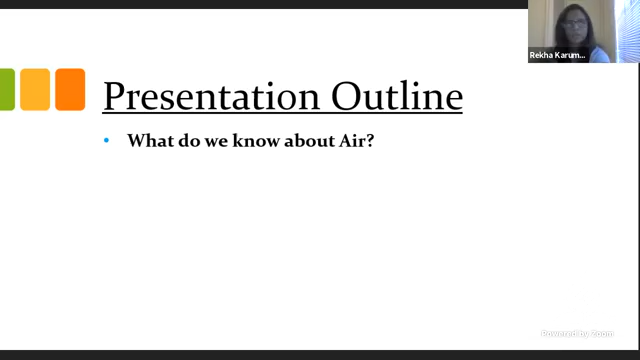 Rekha Karum...
Presentation Outline
• What do we know about Air?
Powered by Zoom